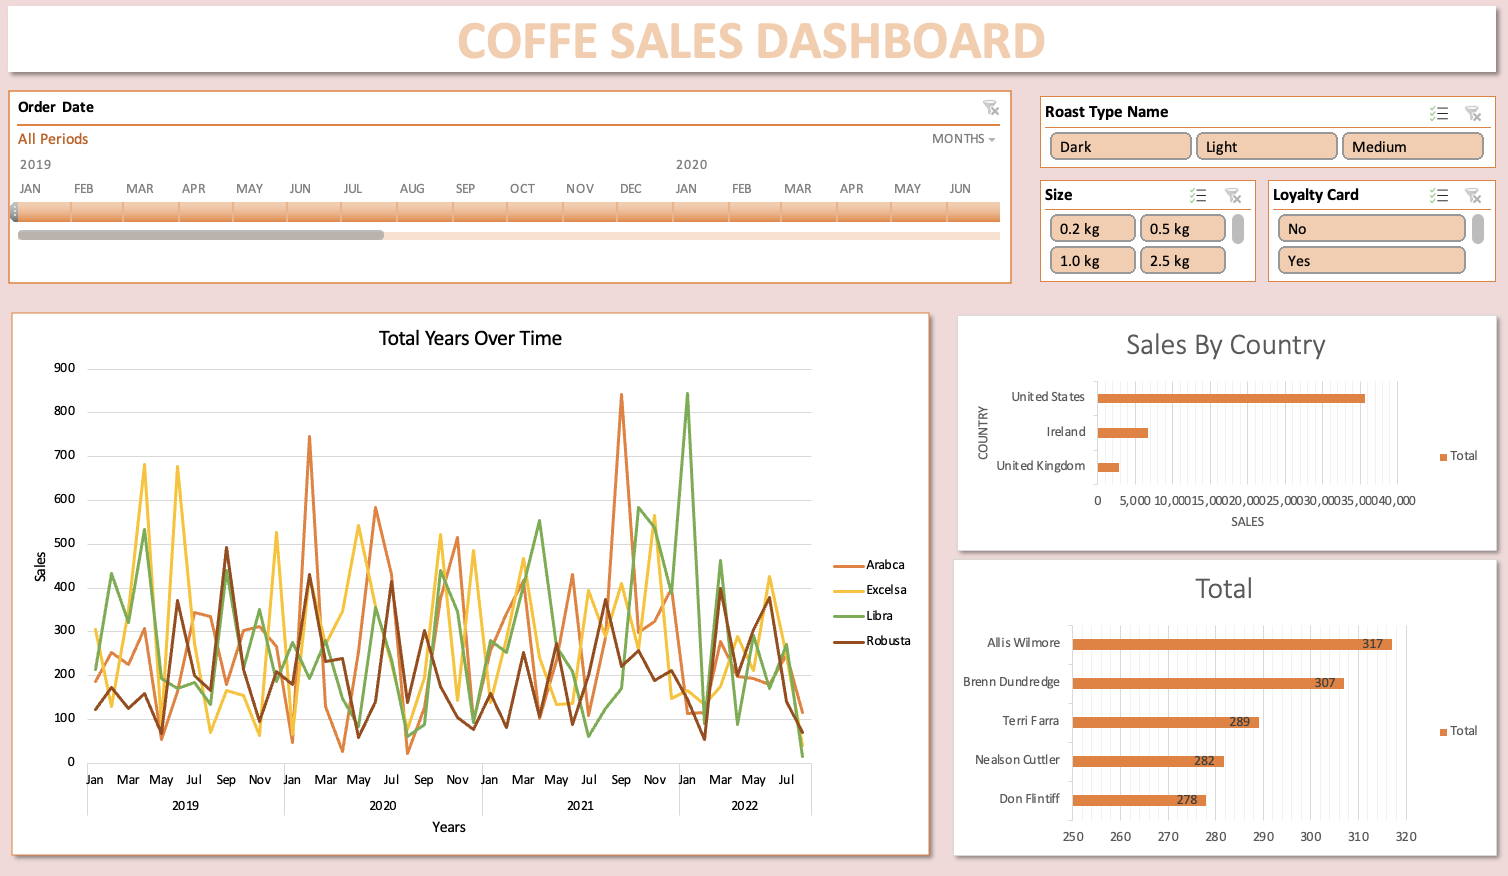 COFFE SALES DASHBOARD
Order Date
All Periods
MONTHS
2019 2020
JAN FEB MAR APR MAY JUN JUL AUG SEP OCT NOV DEC JAN FEB MAR APR MAY JUN
Roast Type Name
Dark Light Medium
Size
0.2 kg 0.5 kg
1.0 kg 2.5 kg
Loyalty Card
No
Yes
Total Years Over Time
900
800
700
600
500
400
300
200
100
0
Sales
Jan Mar May Jul Sep Nov Jan Mar May Jul Sep Nov Jan Mar May Jul Sep Nov Jan Mar May Jul
2019 2020 2021 2022
Years
Arabca
Excelsa
Libra
Robusta
Sales By Country
COUNTRY
United States
Ireland
United Kingdom
0 5,000 10,000 15,000 20,000 25,000 30,000 35,000 40,000
SALES
Total
Total
Allis Wilmore 317
Brenn Dundredge 307
Terri Farra 289
Nealson Cuttler 282
Don Flintiff 278
250 260 270 280 290 300 310 320
Total